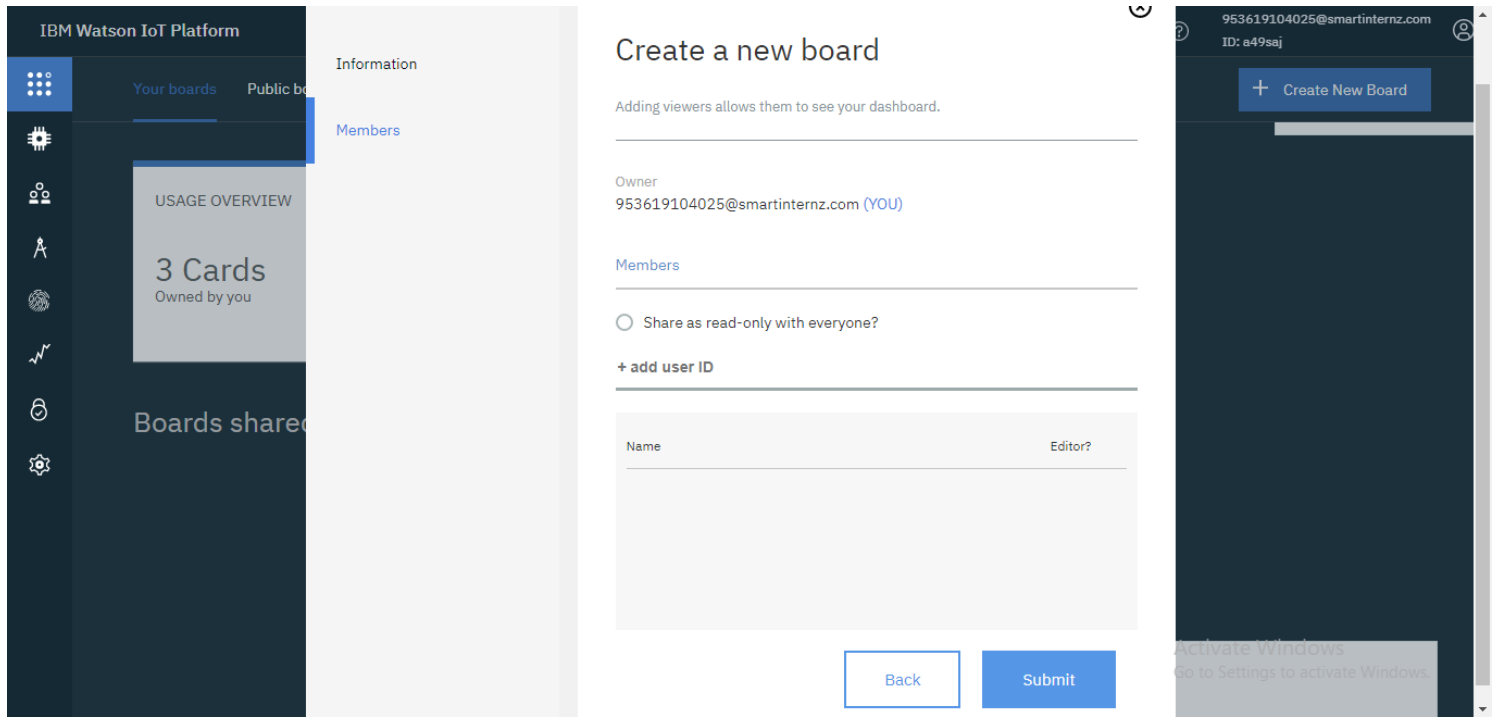 IBM Watson IoT Platform
953619104025@smartinternz.com
ID: a49saj
Your boards
Public bo
Create New Board
USAGE OVERVIEW
3 Cards
Owned by you
Boards shared
Information
Members
Create a new board
Adding viewers allows them to see your dashboard.
Owner
953619104025@smartinternz.com (YOU)
Members
Share as read-only with everyone?
+ add user ID
Name Editor?
Back
Submit
Activate Windows
Go to Settings to activate Windows.